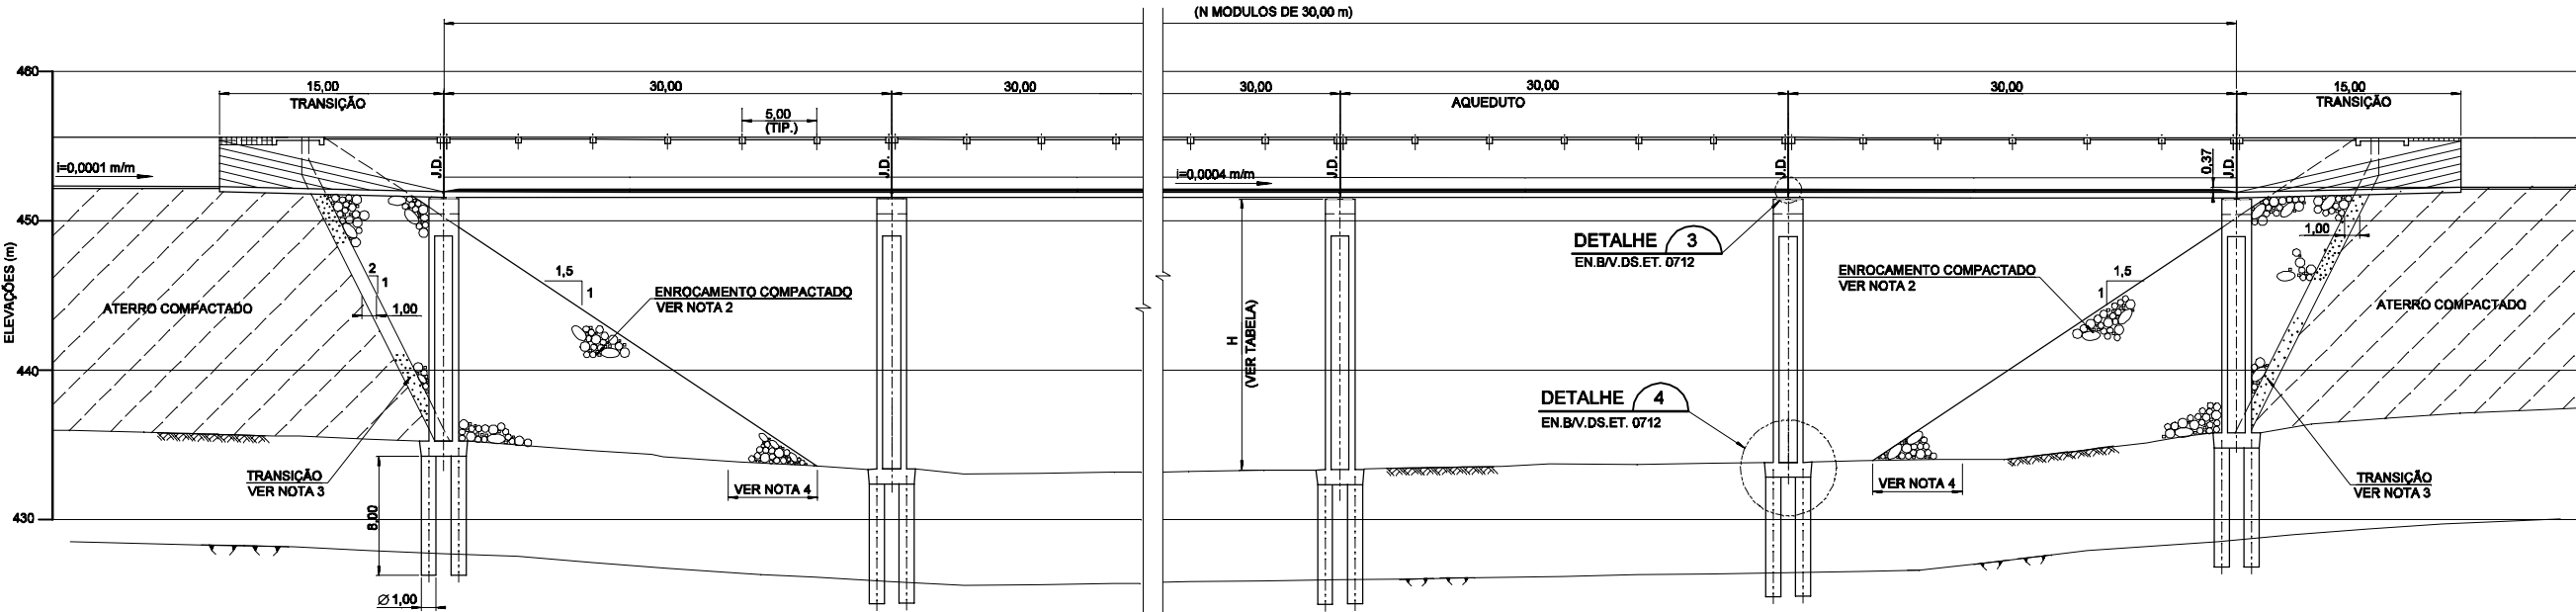 (N MODULOS DE 30,00 m)
460
15,00
30,00
30,00
30,00
30,00
30,00
15,00
TRANSIÇÃO
AQUEDUTO
TRANSIÇÃO
5,00
(TIP.)
i=0,0001 m/m
J.D.
J.D.
J.D.
J.D.
J.D.
i=0,0004 m/m
0,37
450
ELEVAÇÕES (m)
DETALHE 3
EN.B/V.DS.ET. 0712
1,00
2
1
1,5
1
ENROCAMENTO COMPACTADO
VER NOTA 2
ENROCAMENTO COMPACTADO
VER NOTA 2
1,5
1
ATERRO COMPACTADO
1,00
ATERRO COMPACTADO
H
(VER TABELA)
440
DETALHE 4
EN.B/V.DS.ET. 0712
TRANSIÇÃO
VER NOTA 3
VER NOTA 4
VER NOTA 4
TRANSIÇÃO
VER NOTA 3
430
8,00
Ø 1,00